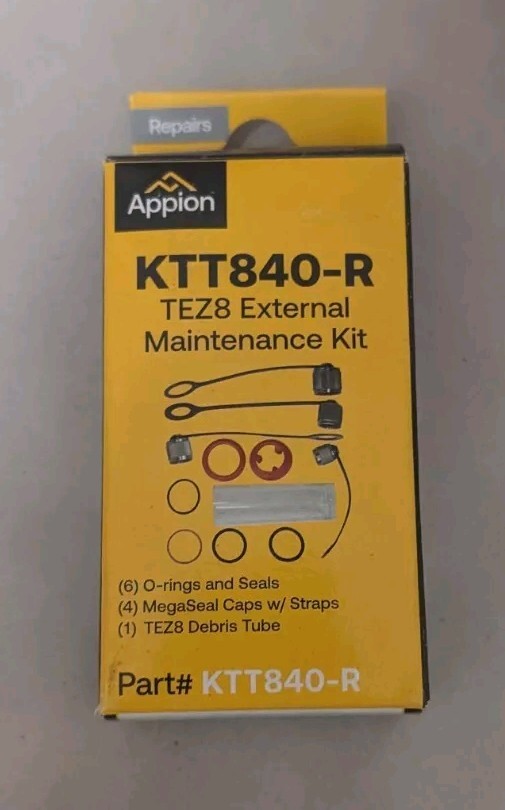 Repairs
Appion
KTT840-R
TEZ8 External
Maintenance Kit
(6) O-rings and Seals
(4) MegaSeal Caps w/ Straps
(1) TEZ8 Debris Tube
Part# KTT840-R